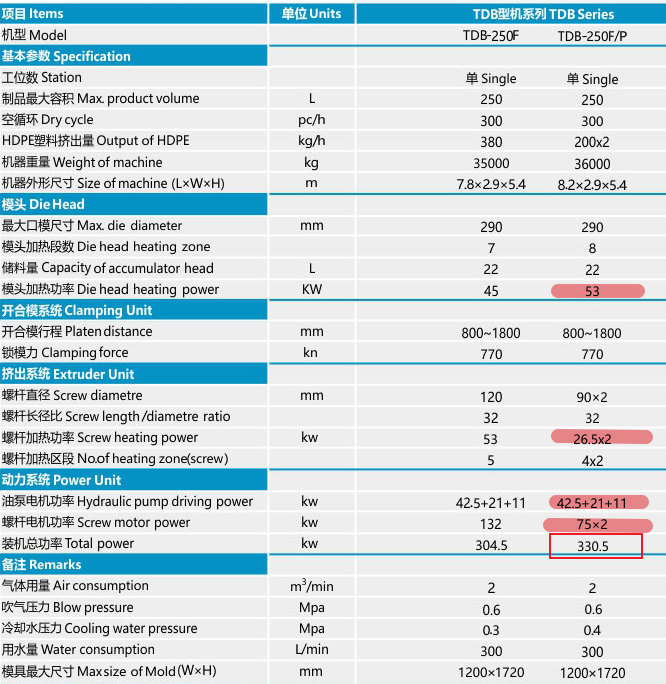 项目 Items 单位 Units TDB型机系列 TDB Series
机型 Model TDB-250F TDB-250F/P
基本参数 Specification
工位数 Station 单 Single 单 Single
制品最大容积 Max. product volume L 250 250
空循环 Dry cycle pc/h 300 300
HDPE塑料挤出量 Output of HDPE kg/h 380 200x2
机器重量 Weight of machine kg 35000 36000
机器外形尺寸 Size of machine (L×W×H) m 7.8×2.9×5.4 8.2×2.9×5.4
模头 Die Head
最大口模尺寸 Max. die diameter mm 290 290
模头加热段数 Die head heating zone 7 8
储料量 Capacity of accumulator head L 22 22
模头加热功率 Die head heating power KW 45 53
开合模系统 Clamping Unit
开合模行程 Platen distance mm 800~1800 800~1800
锁模力 Clamping force kn 770 770
挤出系统 Extruder Unit
螺杆直径 Screw diametre mm 120 90×2
螺杆长径比 Screw length/diametre ratio 32 32
螺杆加热功率 Screw heating power kw 53 26.5x2
螺杆加热区段 No.of heating zone(screw) 5 4x2
动力系统 Power Unit
油泵电机功率 Hydraulic pump driving power kw 42.5+21+11 42.5+21+11
螺杆电机功率 Screw motor power kw 132 75×2
装机总功率 Total power kw 304.5 330.5
备注 Remarks
气体用量 Air consumption m³/min 2 2
吹气压力 Blow pressure Mpa 0.6 0.6
冷却水压力 Cooling water pressure Mpa 0.3 0.4
用水量 Water consumption L/min 300 300
模具最大尺寸 Max size of Mold (W×H) mm 1200×1720 1200×1720